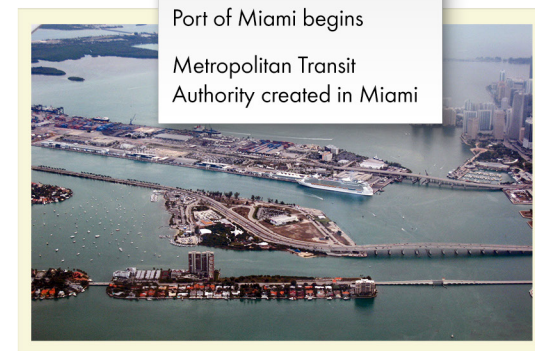 Port of Miami begins
Metropolitan Transit
Authority created in Miami